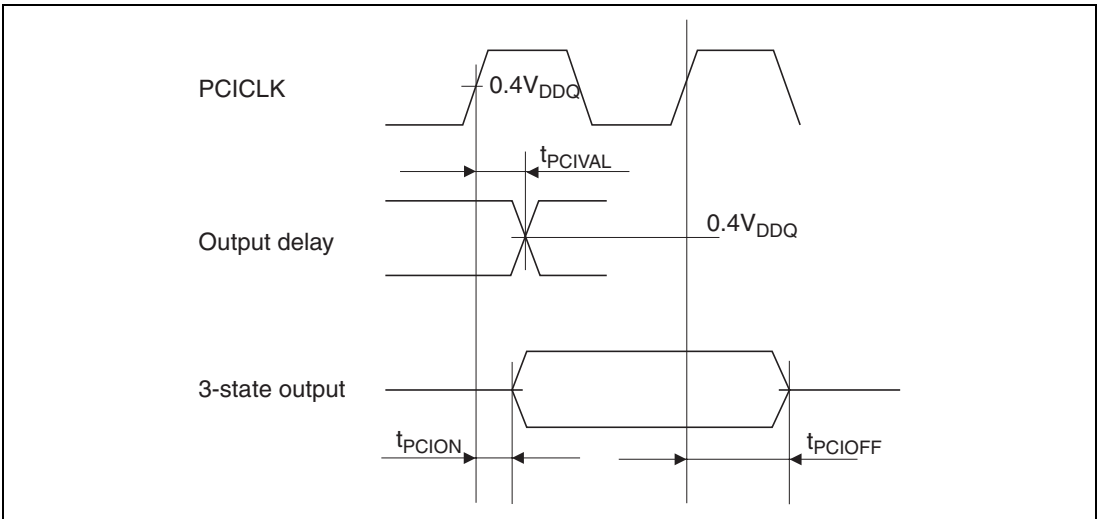 PCICLK
0.4VDDQ
tPCIVAL
Output delay
0.4VDDQ
3-state output
tPCION
tPCIOFF